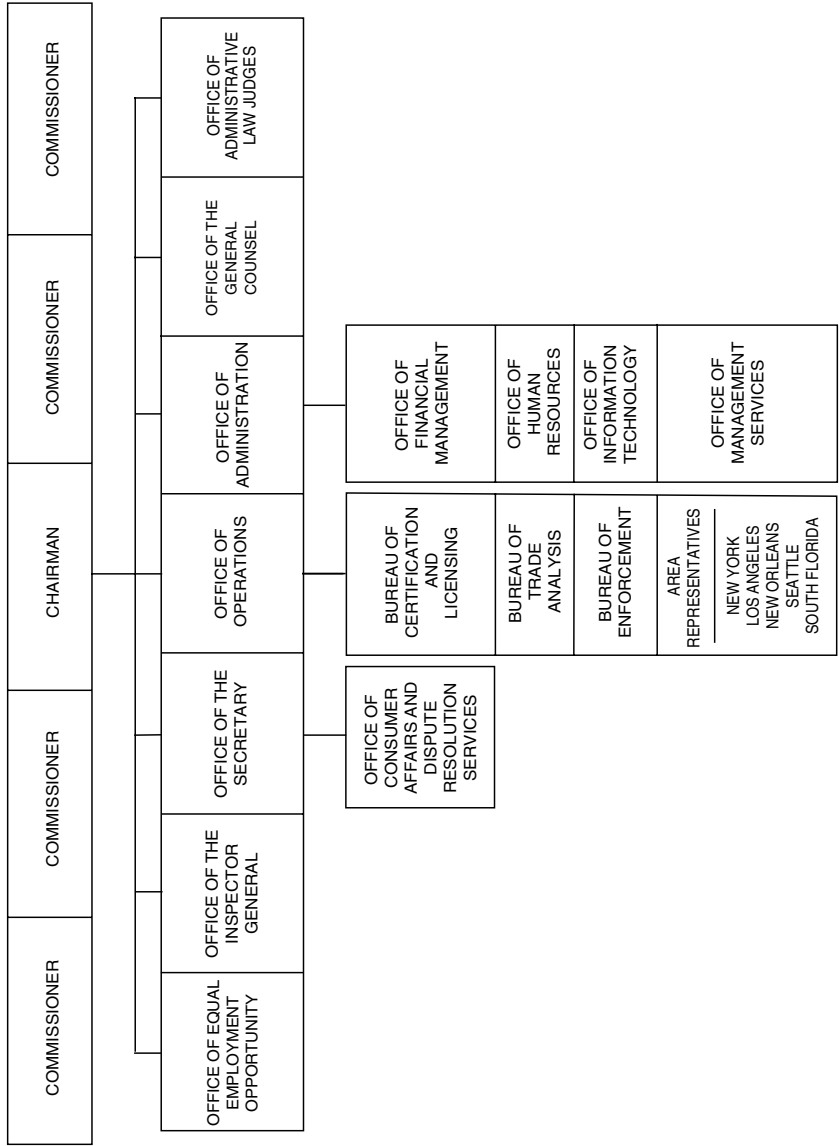 COMMISSIONER
COMMISSIONER
CHAIRMAN
COMMISSIONER
COMMISSIONER
OFFICE OF EQUAL
EMPLOYMENT
OPPORTUNITY
OFFICE OF THE
INSPECTOR
GENERAL
OFFICE OF THE
SECRETARY
OFFICE OF
OPERATIONS
OFFICE OF
ADMINISTRATION
OFFICE OF THE
GENERAL
COUNSEL
OFFICE OF
ADMINISTRATIVE
LAW JUDGES
OFFICE OF
CONSUMER
AFFAIRS AND
DISPUTE
RESOLUTION
SERVICES
BUREAU OF
CERTIFICATION
AND
LICENSING
BUREAU OF
TRADE
ANALYSIS
BUREAU OF
ENFORCEMENT
AREA
REPRESENTATIVES
NEW YORK
LOS ANGELES
NEW ORLEANS
SEATTLE
SOUTH FLORIDA
OFFICE OF
FINANCIAL
MANAGEMENT
OFFICE OF
HUMAN
RESOURCES
OFFICE OF
INFORMATION
TECHNOLOGY
OFFICE OF
MANAGEMENT
SERVICES